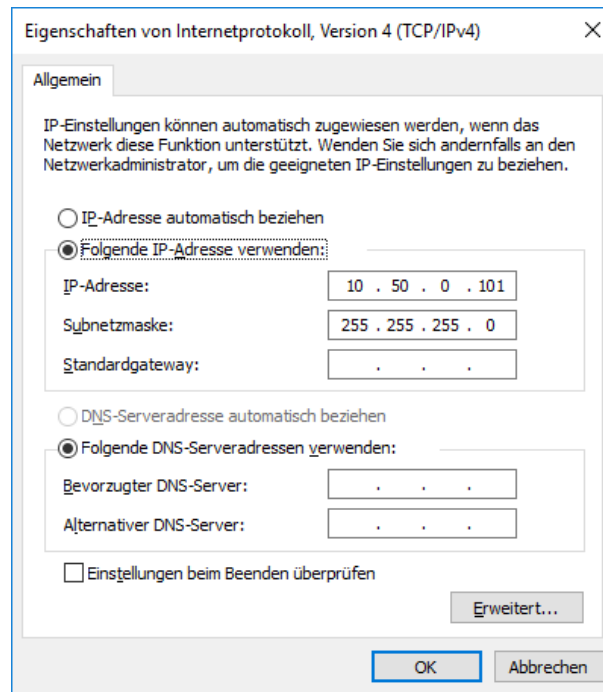 Eigenschaften von Internetprotokoll, Version 4 (TCP/IPv4)
Allgemein
IP-Einstellungen können automatisch zugewiesen werden, wenn das
Netzwerk diese Funktion unterstützt. Wenden Sie sich andernfalls an den
Netzwerkadministrator, um die geeigneten IP-Einstellungen zu beziehen.
IP-Adresse automatisch beziehen
Folgende IP-Adresse verwenden:
IP-Adresse: 10 . 50 . 0 . 101
Subnetzmaske: 255 . 255 . 255 . 0
Standardgateway: . . .
DNS-Serveradresse automatisch beziehen
Folgende DNS-Serveradressen verwenden:
Bevorzugter DNS-Server: . . .
Alternativer DNS-Server: . . .
Einstellungen beim Beenden überprüfen
Erweitert...
OK Abbrechen